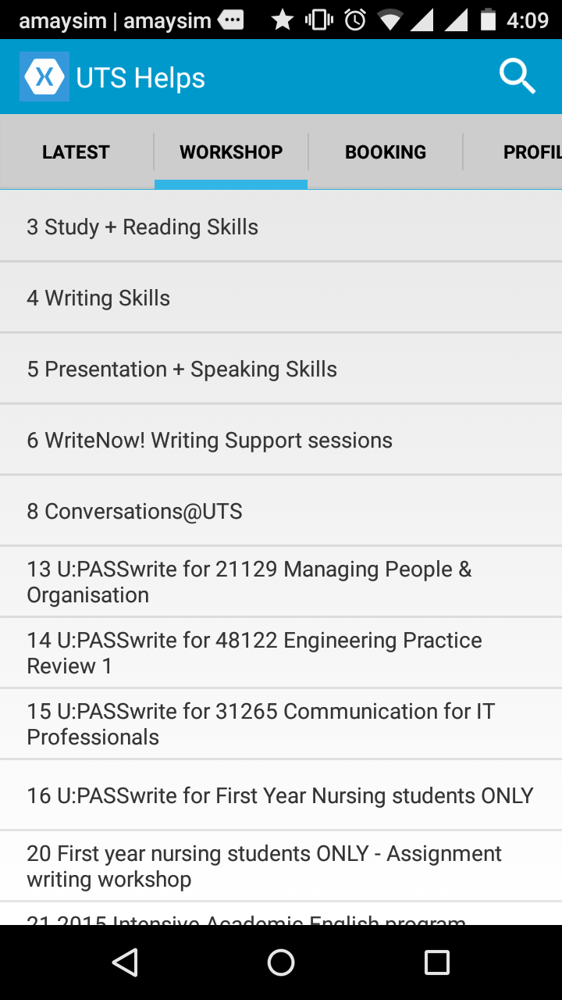 amaysim | amaysim 4:09
UTS Helps
LATEST WORKSHOP BOOKING PROFIL
3 Study + Reading Skills
4 Writing Skills
5 Presentation + Speaking Skills
6 WriteNow! Writing Support sessions
8 Conversations@UTS
13 U:PASSwrite for 21129 Managing People &
Organisation
14 U:PASSwrite for 48122 Engineering Practice
Review 1
15 U:PASSwrite for 31265 Communication for IT
Professionals
16 U:PASSwrite for First Year Nursing students ONLY
20 First year nursing students ONLY - Assignment
writing workshop
21 2015 Intensive Academic English program